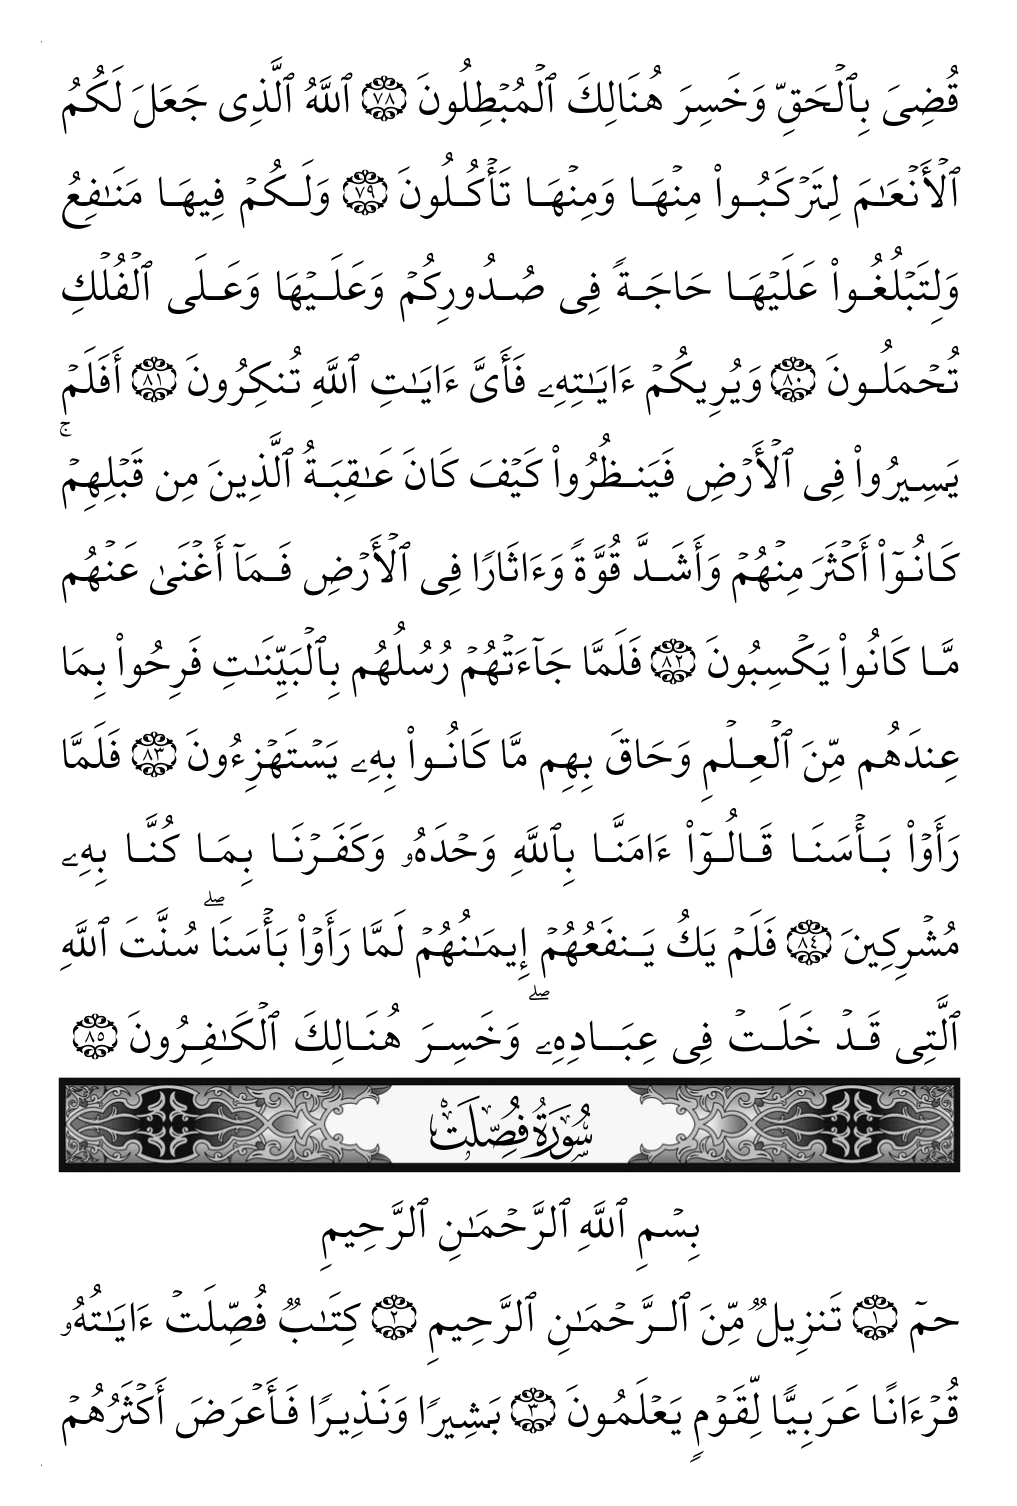 قُضِىَ بِٱلْحَقِّ وَخَسِرَ هُنَالِكَ ٱلْمُبْطِلُونَ ٧٨ ٱللَّهُ ٱلَّذِى جَعَلَ لَكُمُ
ٱلْأَنْعَـٰمَ لِتَرْكَبُوا۟ مِنْهَا وَمِنْهَا تَأْكُلُونَ ٧٩ وَلَكُمْ فِيهَا مَنَـٰفِعُ
وَلِتَبْلُغُوا۟ عَلَيْهَا حَاجَةً فِى صُدُورِكُمْ وَعَلَيْهَا وَعَلَى ٱلْفُلْكِ
تُحْمَلُونَ ٨٠ وَيُرِيكُمْ ءَايَـٰتِهِۦ فَأَىَّ ءَايَـٰتِ ٱللَّهِ تُنكِرُونَ ٨١ أَفَلَمْ
يَسِيرُوا۟ فِى ٱلْأَرْضِ فَيَنظُرُوا۟ كَيْفَ كَانَ عَـٰقِبَةُ ٱلَّذِينَ مِن قَبْلِهِمْ ۚ
كَانُوٓا۟ أَكْثَرَ مِنْهُمْ وَأَشَدَّ قُوَّةً وَءَاثَارًا فِى ٱلْأَرْضِ فَمَآ أَغْنَىٰ عَنْهُم
مَّا كَانُوا۟ يَكْسِبُونَ ٨٢ فَلَمَّا جَآءَتْهُمْ رُسُلُهُم بِٱلْبَيِّنَـٰتِ فَرِحُوا۟ بِمَا
عِندَهُم مِّنَ ٱلْعِلْمِ وَحَاقَ بِهِم مَّا كَانُوا۟ بِهِۦ يَسْتَهْزِءُونَ ٨٣ فَلَمَّا
رَأَوْا۟ بَأْسَنَا قَالُوٓا۟ ءَامَنَّا بِٱللَّهِ وَحْدَهُۥ وَكَفَرْنَا بِمَا كُنَّا بِهِۦ
مُشْرِكِينَ ٨٤ فَلَمْ يَكُ يَنفَعُهُمْ إِيمَـٰنُهُمْ لَمَّا رَأَوْا۟ بَأْسَنَا ۖ سُنَّتَ ٱللَّهِ
ٱلَّتِى قَدْ خَلَتْ فِى عِبَادِهِۦ ۖ وَخَسِرَ هُنَالِكَ ٱلْكَـٰفِرُونَ ٨٥
سُورَةُ فُصِّلَتْ
بِسْمِ ٱللَّهِ ٱلرَّحْمَـٰنِ ٱلرَّحِيمِ
حمٓ ١ تَنزِيلٌ مِّنَ ٱلرَّحْمَـٰنِ ٱلرَّحِيمِ ٢ كِتَـٰبٌ فُصِّلَتْ ءَايَـٰتُهُۥ
قُرْءَانًا عَرَبِيًّا لِّقَوْمٍ يَعْلَمُونَ ٣ بَشِيرًا وَنَذِيرًا فَأَعْرَضَ أَكْثَرُهُمْ